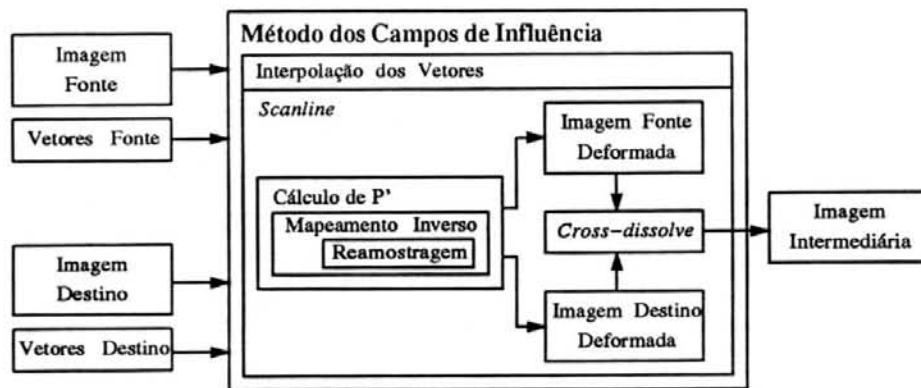 Imagem
Fonte
Vetores Fonte
Imagem
Destino
Vetores Destino
Método dos Campos de Influência
Interpolação dos Vetores
Scanline
Cálculo de P'
Mapeamento Inverso
Reamostragem
Imagem Fonte
Deformada
Cross-dissolve
Imagem Destino
Deformada
Imagem
Intermediária